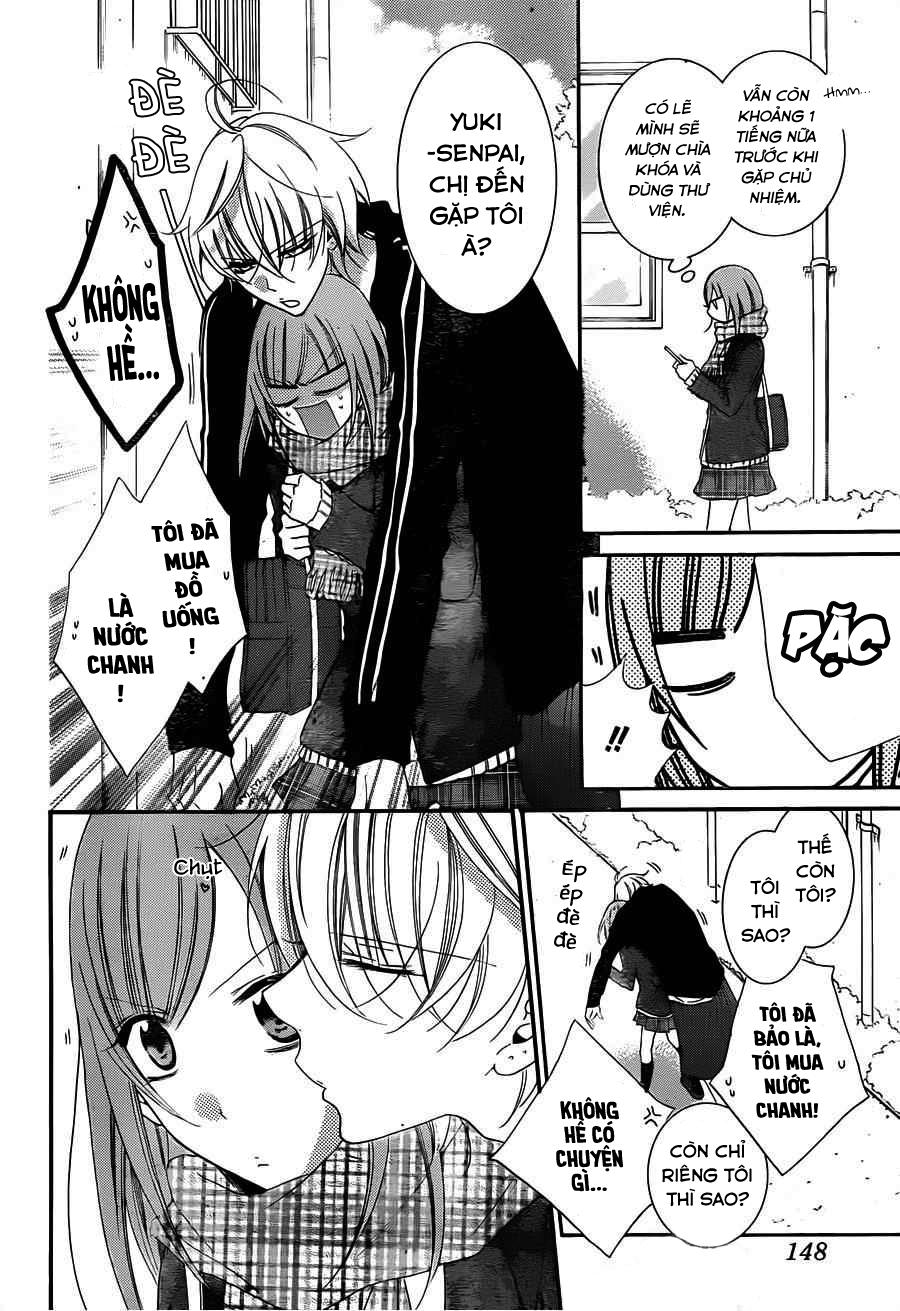 Hmm...
VẪN CÒN
KHOẢNG 1
TIẾNG NỮA
TRƯỚC KHI
GẶP CHỦ
NHIỆM.
CÓ LẼ
MÌNH SẼ
MƯỢN CHÌA
KHÓA VÀ
DÙNG THƯ
VIỆN.
PẶC
!!
YUKI
-SENPAI,
CHỊ ĐẾN
GẶP TÔI
À?
ĐÈ
ĐÈ
KHÔNG
HỀ...
TÔI ĐÃ
MUA
ĐỒ
UỐNG
!
LÀ
NƯỚC
CHANH
!
THẾ
CÒN
TÔI?
TÔI
THÌ
SAO?
ÉP
ÉP
ĐÈ
ĐÈ
TÔI ĐÃ
BẢO LÀ,
TÔI MUA
NƯỚC
CHANH!
CÒN CHỈ
RIÊNG TÔI
THÌ SAO?
KHÔNG
HỀ CÓ
CHUYỆN
GÌ...
Chụt
148